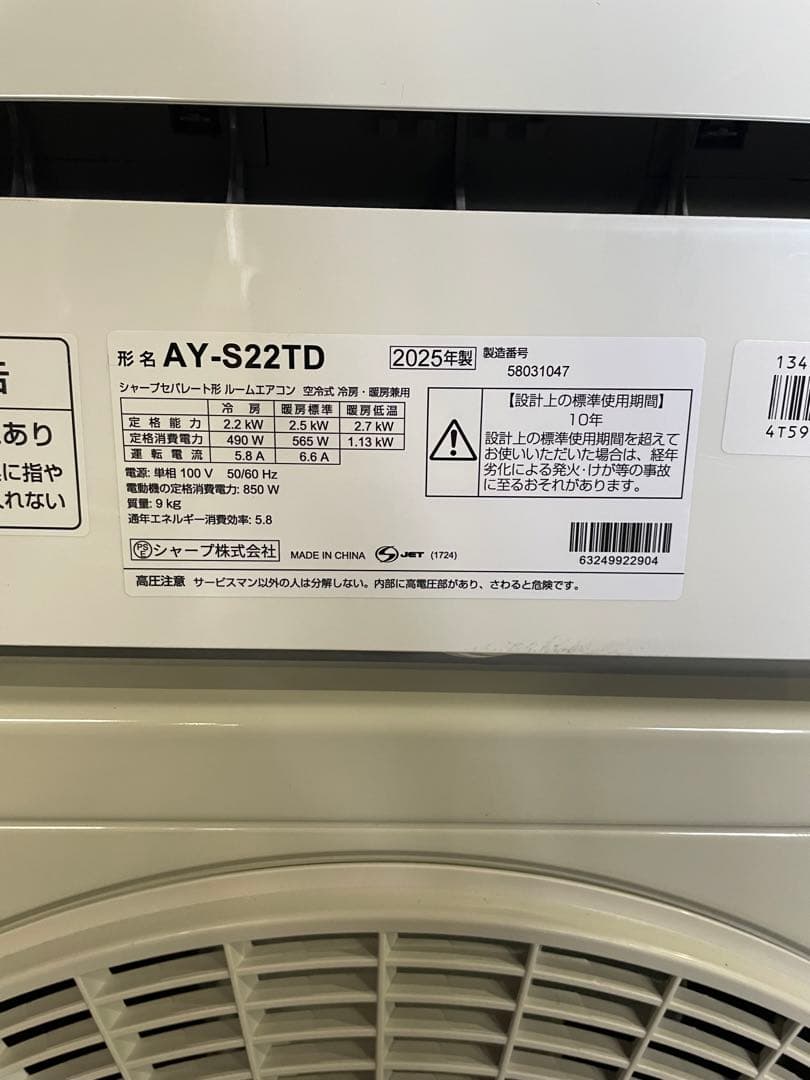 形名 AY-S22TD 2025年製 製造番号
58031047
シャープセパレート形 ルームエアコン 空冷式 冷房・暖房兼用
冷房 暖房標準 暖房低温
定格能力 2.2 kW 2.5 kW 2.7 kW
定格消費電力 490 W 565 W 1.13 kW
運転電流 5.8 A 6.6 A
電源: 単相 100 V 50/60 Hz
電動機の定格消費電力: 850 W
質量: 9 kg
通年エネルギー消費効率: 5.8
PSE シャープ株式会社 MADE IN CHINA S JET (1724)
高圧注意 サービスマン以外の人は分解しない。内部に高電圧部があり、さわると危険です。
【設計上の標準使用期間】
10年
設計上の標準使用期間を超えて
お使いいただいた場合は、経年
劣化による発火・けが等の事故
に至るおそれがあります。
63249922904
告
あり
に指や
れない
134
4T59